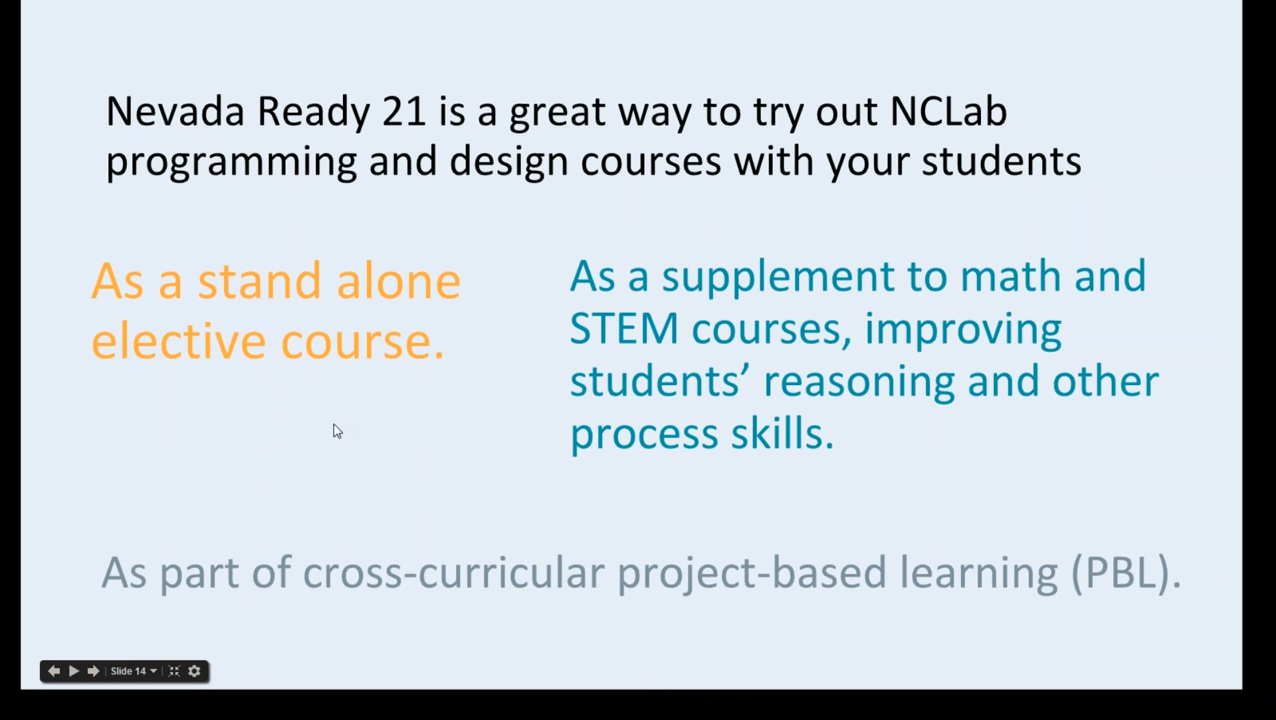 Nevada Ready 21 is a great way to try out NCLab
programming and design courses with your students
As a stand alone
elective course.
As a supplement to math and
STEM courses, improving
students’ reasoning and other
process skills.
As part of cross-curricular project-based learning (PBL).
Slide 14